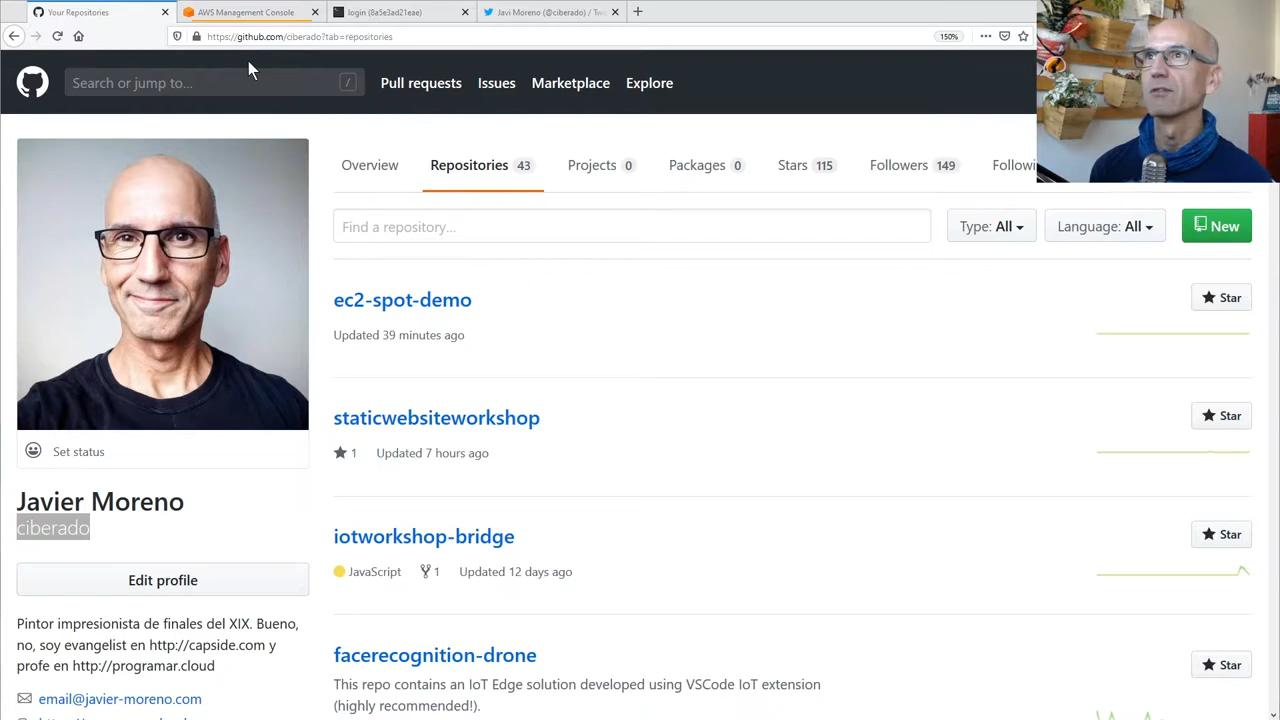 Your Repositories
AWS Management Console
login (8a5e3ad21eae)
Javi Moreno (@ciberado) / Tw
https://github.com/ciberado?tab=repositories
150%
Search or jump to...
/
Pull requests
Issues
Marketplace
Explore
Overview
Repositories 43
Projects 0
Packages 0
Stars 115
Followers 149
Followi
Find a repository...
Type: All
Language: All
New
ec2-spot-demo
Star
Updated 39 minutes ago
staticwebsiteworkshop
Star
1 Updated 7 hours ago
Set status
Javier Moreno
ciberado
iotworkshop-bridge
Star
JavaScript 1 Updated 12 days ago
Edit profile
Pintor impresionista de finales del XIX. Bueno,
no, soy evangelist en http://capside.com y
profe en http://programar.cloud
email@javier-moreno.com
facerecognition-drone
Star
This repo contains an IoT Edge solution developed using VSCode IoT extension
(highly recommended!).